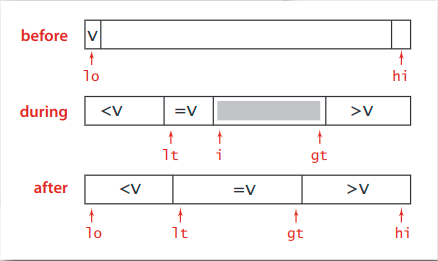 before V
lo hi
during <V =V >V
lt i gt
after <V =V >V
lo lt gt hi